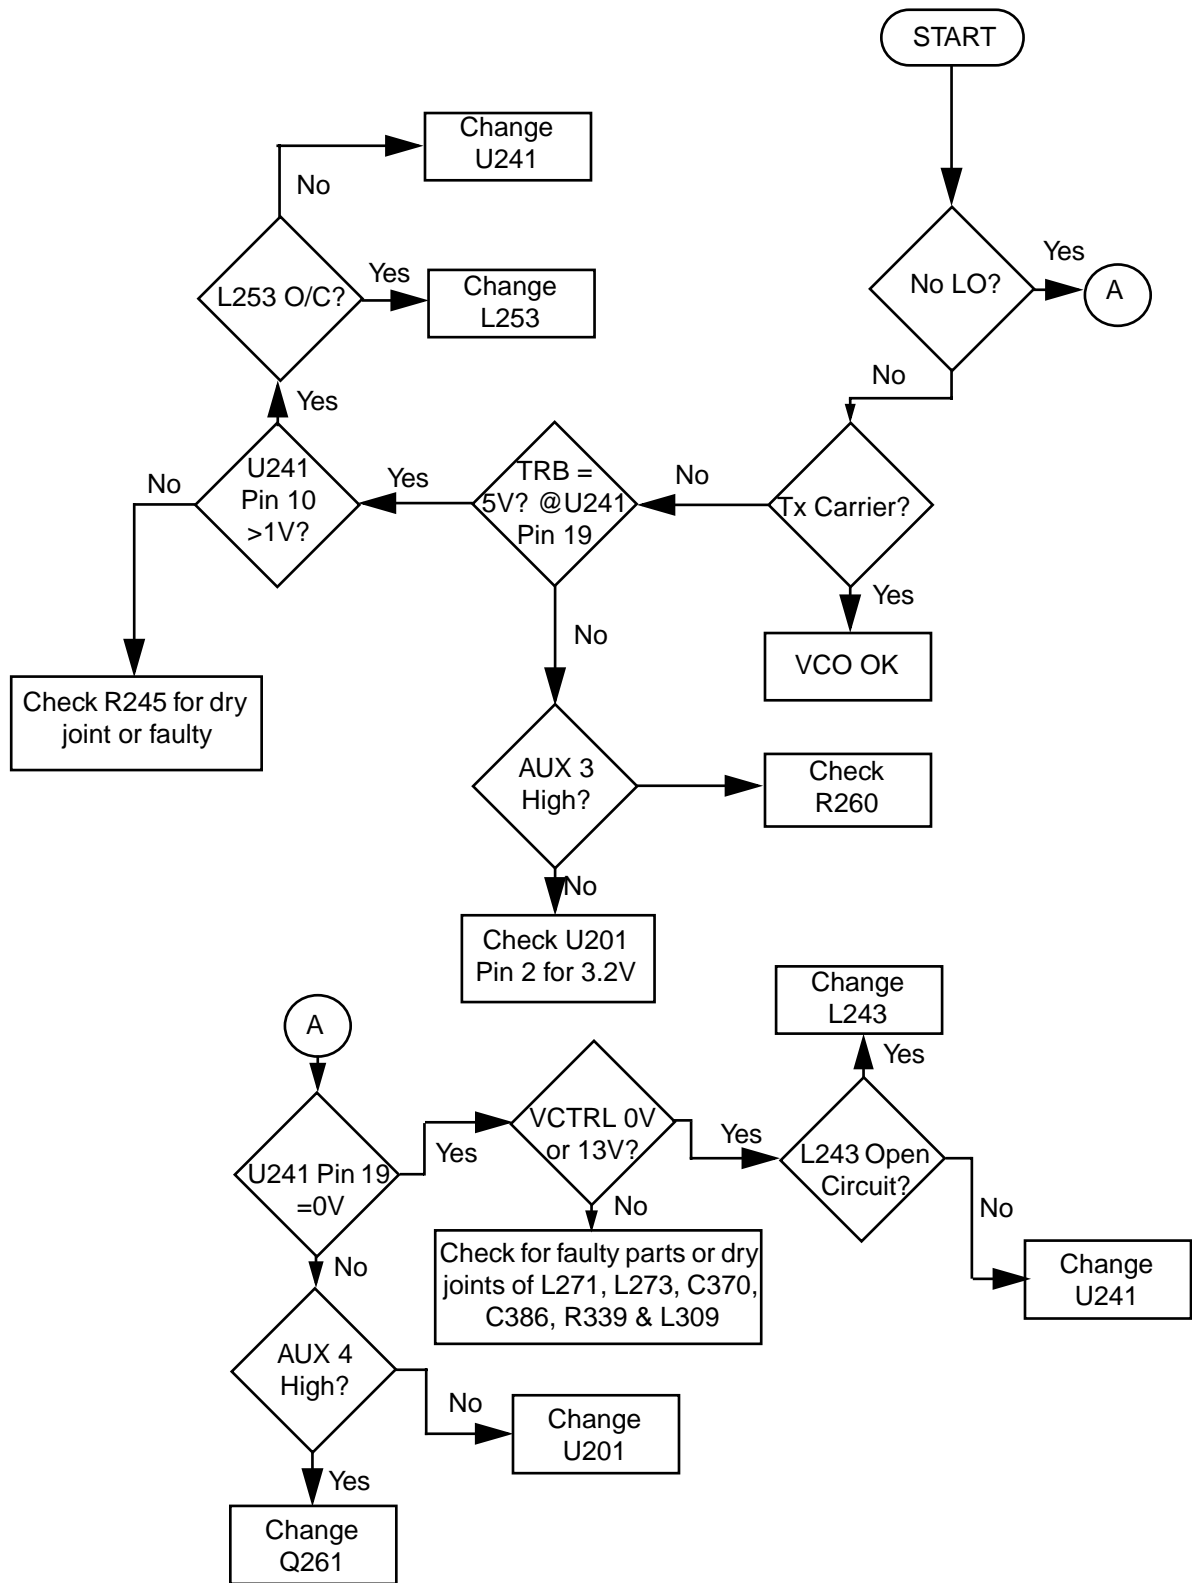 START
Change
U241
No
L253 O/C?
Yes
Change
L253
No LO?
Yes
A
No
Yes
U241
Pin 10
>1V?
No
Yes
TRB =
5V? @U241
Pin 19
No
Tx Carrier?
Yes
VCO OK
No
Check R245 for dry
joint or faulty
AUX 3
High?
Check
R260
No
Check U201
Pin 2 for 3.2V
A
U241 Pin 19
=0V
Yes
VCTRL 0V
or 13V?
Yes
Change
L243
Yes
L243 Open
Circuit?
No
Change
U241
No
Check for faulty parts or dry
joints of L271, L273, C370,
C386, R339 & L309
No
AUX 4
High?
No
Change
U201
Yes
Change
Q261